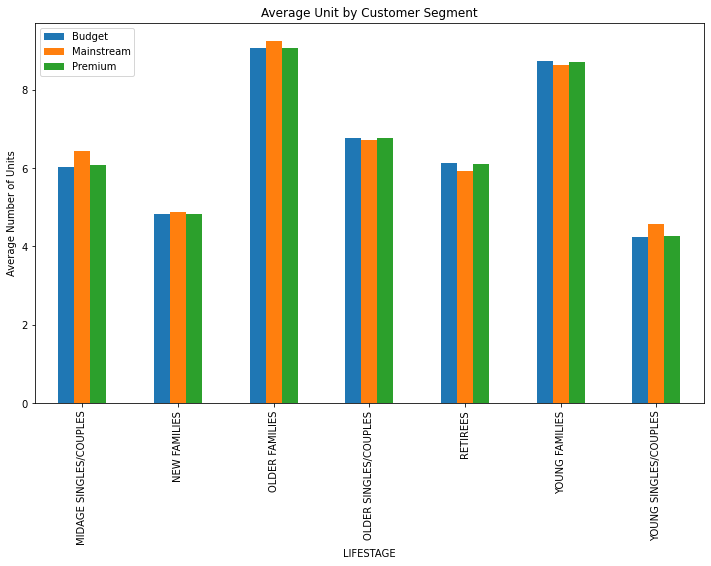 Average Unit by Customer Segment
Budget
Mainstream
Premium
Average Number of Units
8
6
4
2
0
MIDAGE SINGLES/COUPLES
NEW FAMILIES
OLDER FAMILIES
OLDER SINGLES/COUPLES
RETIREES
YOUNG FAMILIES
YOUNG SINGLES/COUPLES
LIFESTAGE